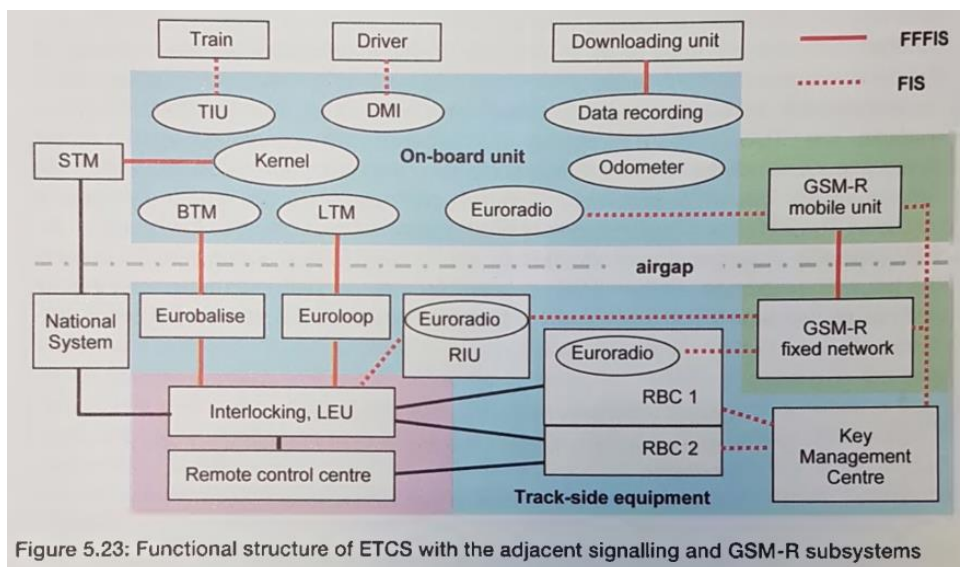 Train
Driver
Downloading unit
FFFIS
FIS
TIU
DMI
Data recording
STM
Kernel
On-board unit
Odometer
BTM
LTM
Euroradio
GSM-R
mobile unit
airgap
National
System
Eurobalise
Euroloop
Euroradio
RIU
Euroradio
RBC 1
GSM-R
fixed network
Interlocking, LEU
RBC 2
Key
Management
Centre
Remote control centre
Track-side equipment
Figure 5.23: Functional structure of ETCS with the adjacent signalling and GSM-R subsystems